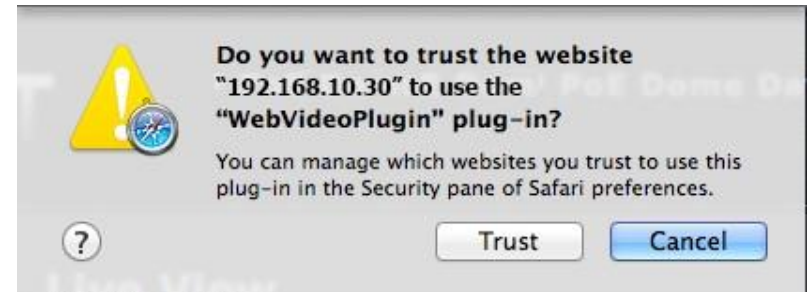 Do you want to trust the website
“192.168.10.30” to use the
“WebVideoPlugin” plug-in?
You can manage which websites you trust to use this
plug-in in the Security pane of Safari preferences.
?
Trust
Cancel
Live View